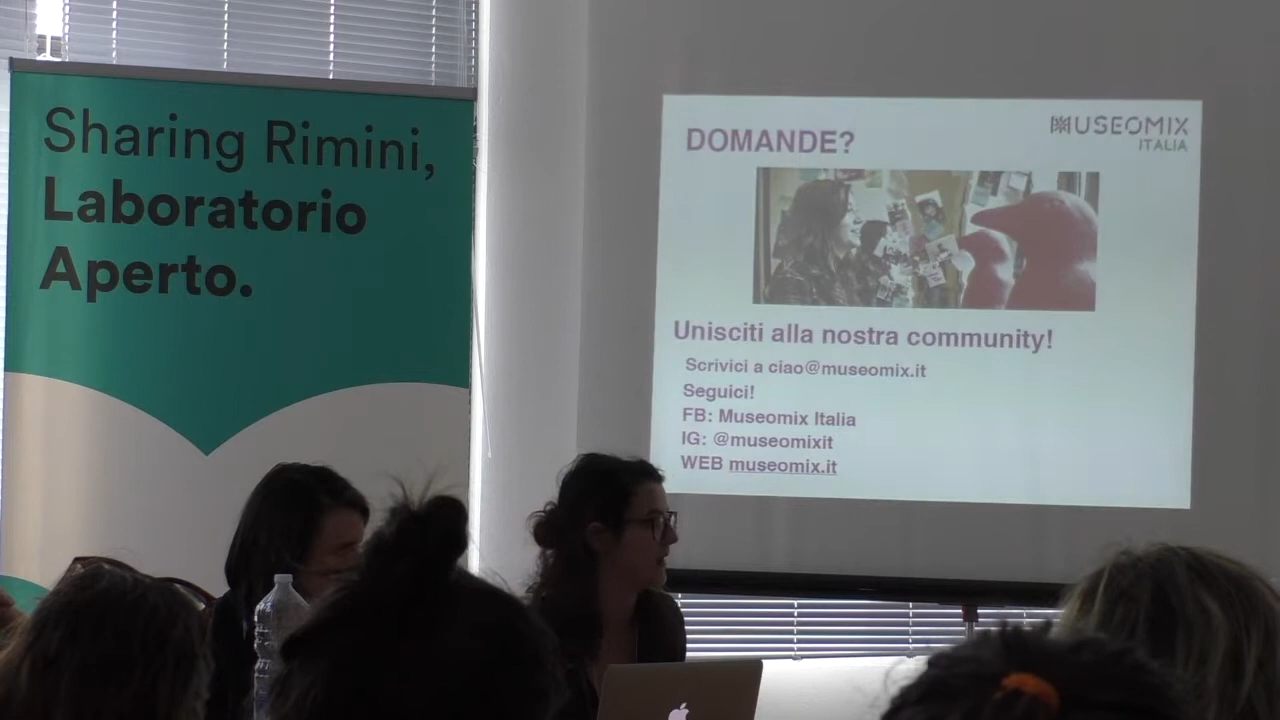 Sharing Rimini,
Laboratorio
Aperto.
DOMANDE?
MUSEOMIX
ITALIA
Unisciti alla nostra community!
Scrivici a ciao@museomix.it
Seguici!
FB: Museomix Italia
IG: @museomixit
WEB museomix.it